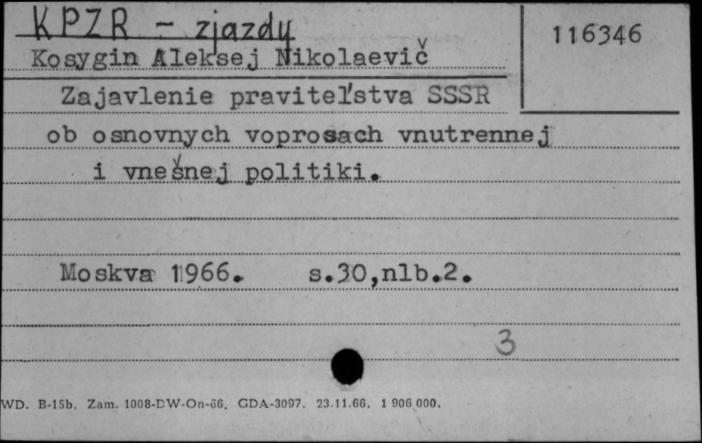 KPZR - zjazdy
116346
Kosygin Aleksej Nikolaevič
Zajavlenie pravitel'stva SSSR
ob osnovnych voprosach vnutrennej
i vnešnej politiki.
Moskva 1966. s.30,nlb.2.
3
WD. B-15b. Zam. 1008-DW-On-66. GDA-3097. 23.11.66. 1 906 000.